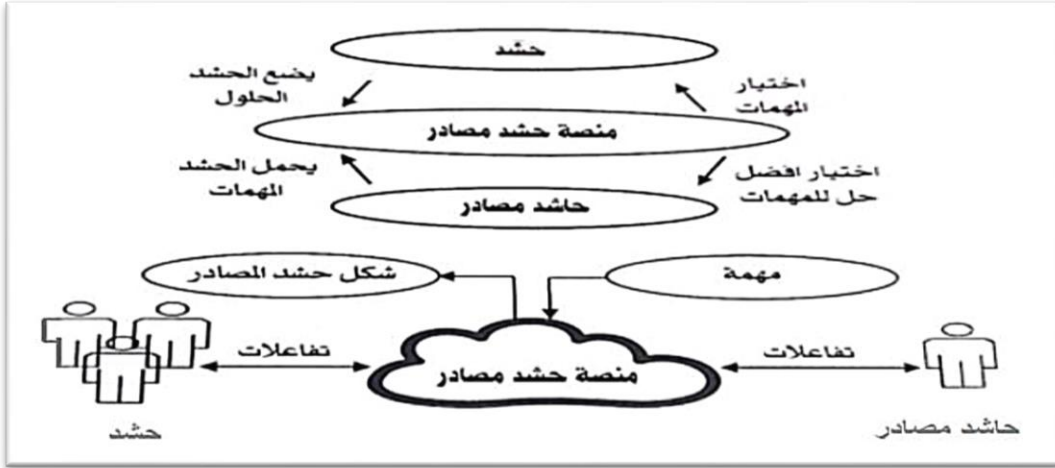 حشد
يضع الحشد
الحلول
اختيار
المهمات
منصة حشد مصادر
يحمل الحشد
المهمات
اختيار افضل
حل للمهمات
حاشد مصادر
شكل حشد المصادر
مهمة
تفاعلات
منصة حشد مصادر
تفاعلات
حشد
حاشد مصادر